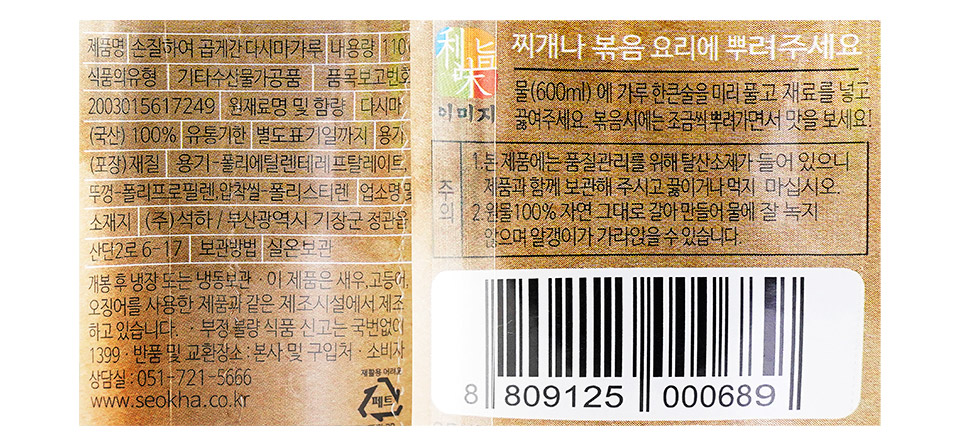 제품명 손질하여 곱게간 다시마가루 내용량 110
식품의유형 기타수산물가공품 품목보고번호
20030156172​49 원재료명 및 함량 다시마
(국산) 100% 유통기한 별도표기일까지 용기
(포장)재질 용기-폴리에틸렌테레프탈레이트,
뚜껑-폴리프로필렌,압착씰-폴리스티렌 업소명 및
소재지 (주)석하 / 부산광역시 기장군 정관읍
산단2로 6-17 보관방법 실온보관
개봉 후 냉장 또는 냉동보관 · 이 제품은 새우, 고등어,
오징어를 사용한 제품과 같은 제조시설에서 제조
하고 있습니다. · 부정·불량 식품 신고는 국번없이
1399 · 반품 및 교환장소 : 본사 및 구입처 · 소비자
상담실 : 051-721-5666
www.seokha.co.kr
재활용 어려움
페트
利旨味
이미지
찌개나 볶음 요리에 뿌려주세요
물(600ml) 에 가루 한큰술을 미리 풀고 재료를 넣고
끓여주세요. 볶음시에는 조금씩 뿌려가면서 맛을 보세요!
주의
1.본 제품에는 품질관리를 위해 탈산소제가 들어 있으니
제품과 함께 보관해 주시고 끓이거나 먹지 마십시오.
2.원물100% 자연 그대로 갈아 만들어 물에 잘 녹지
않으며 알갱이가 가라앉을 수 있습니다.
8 809125 000689